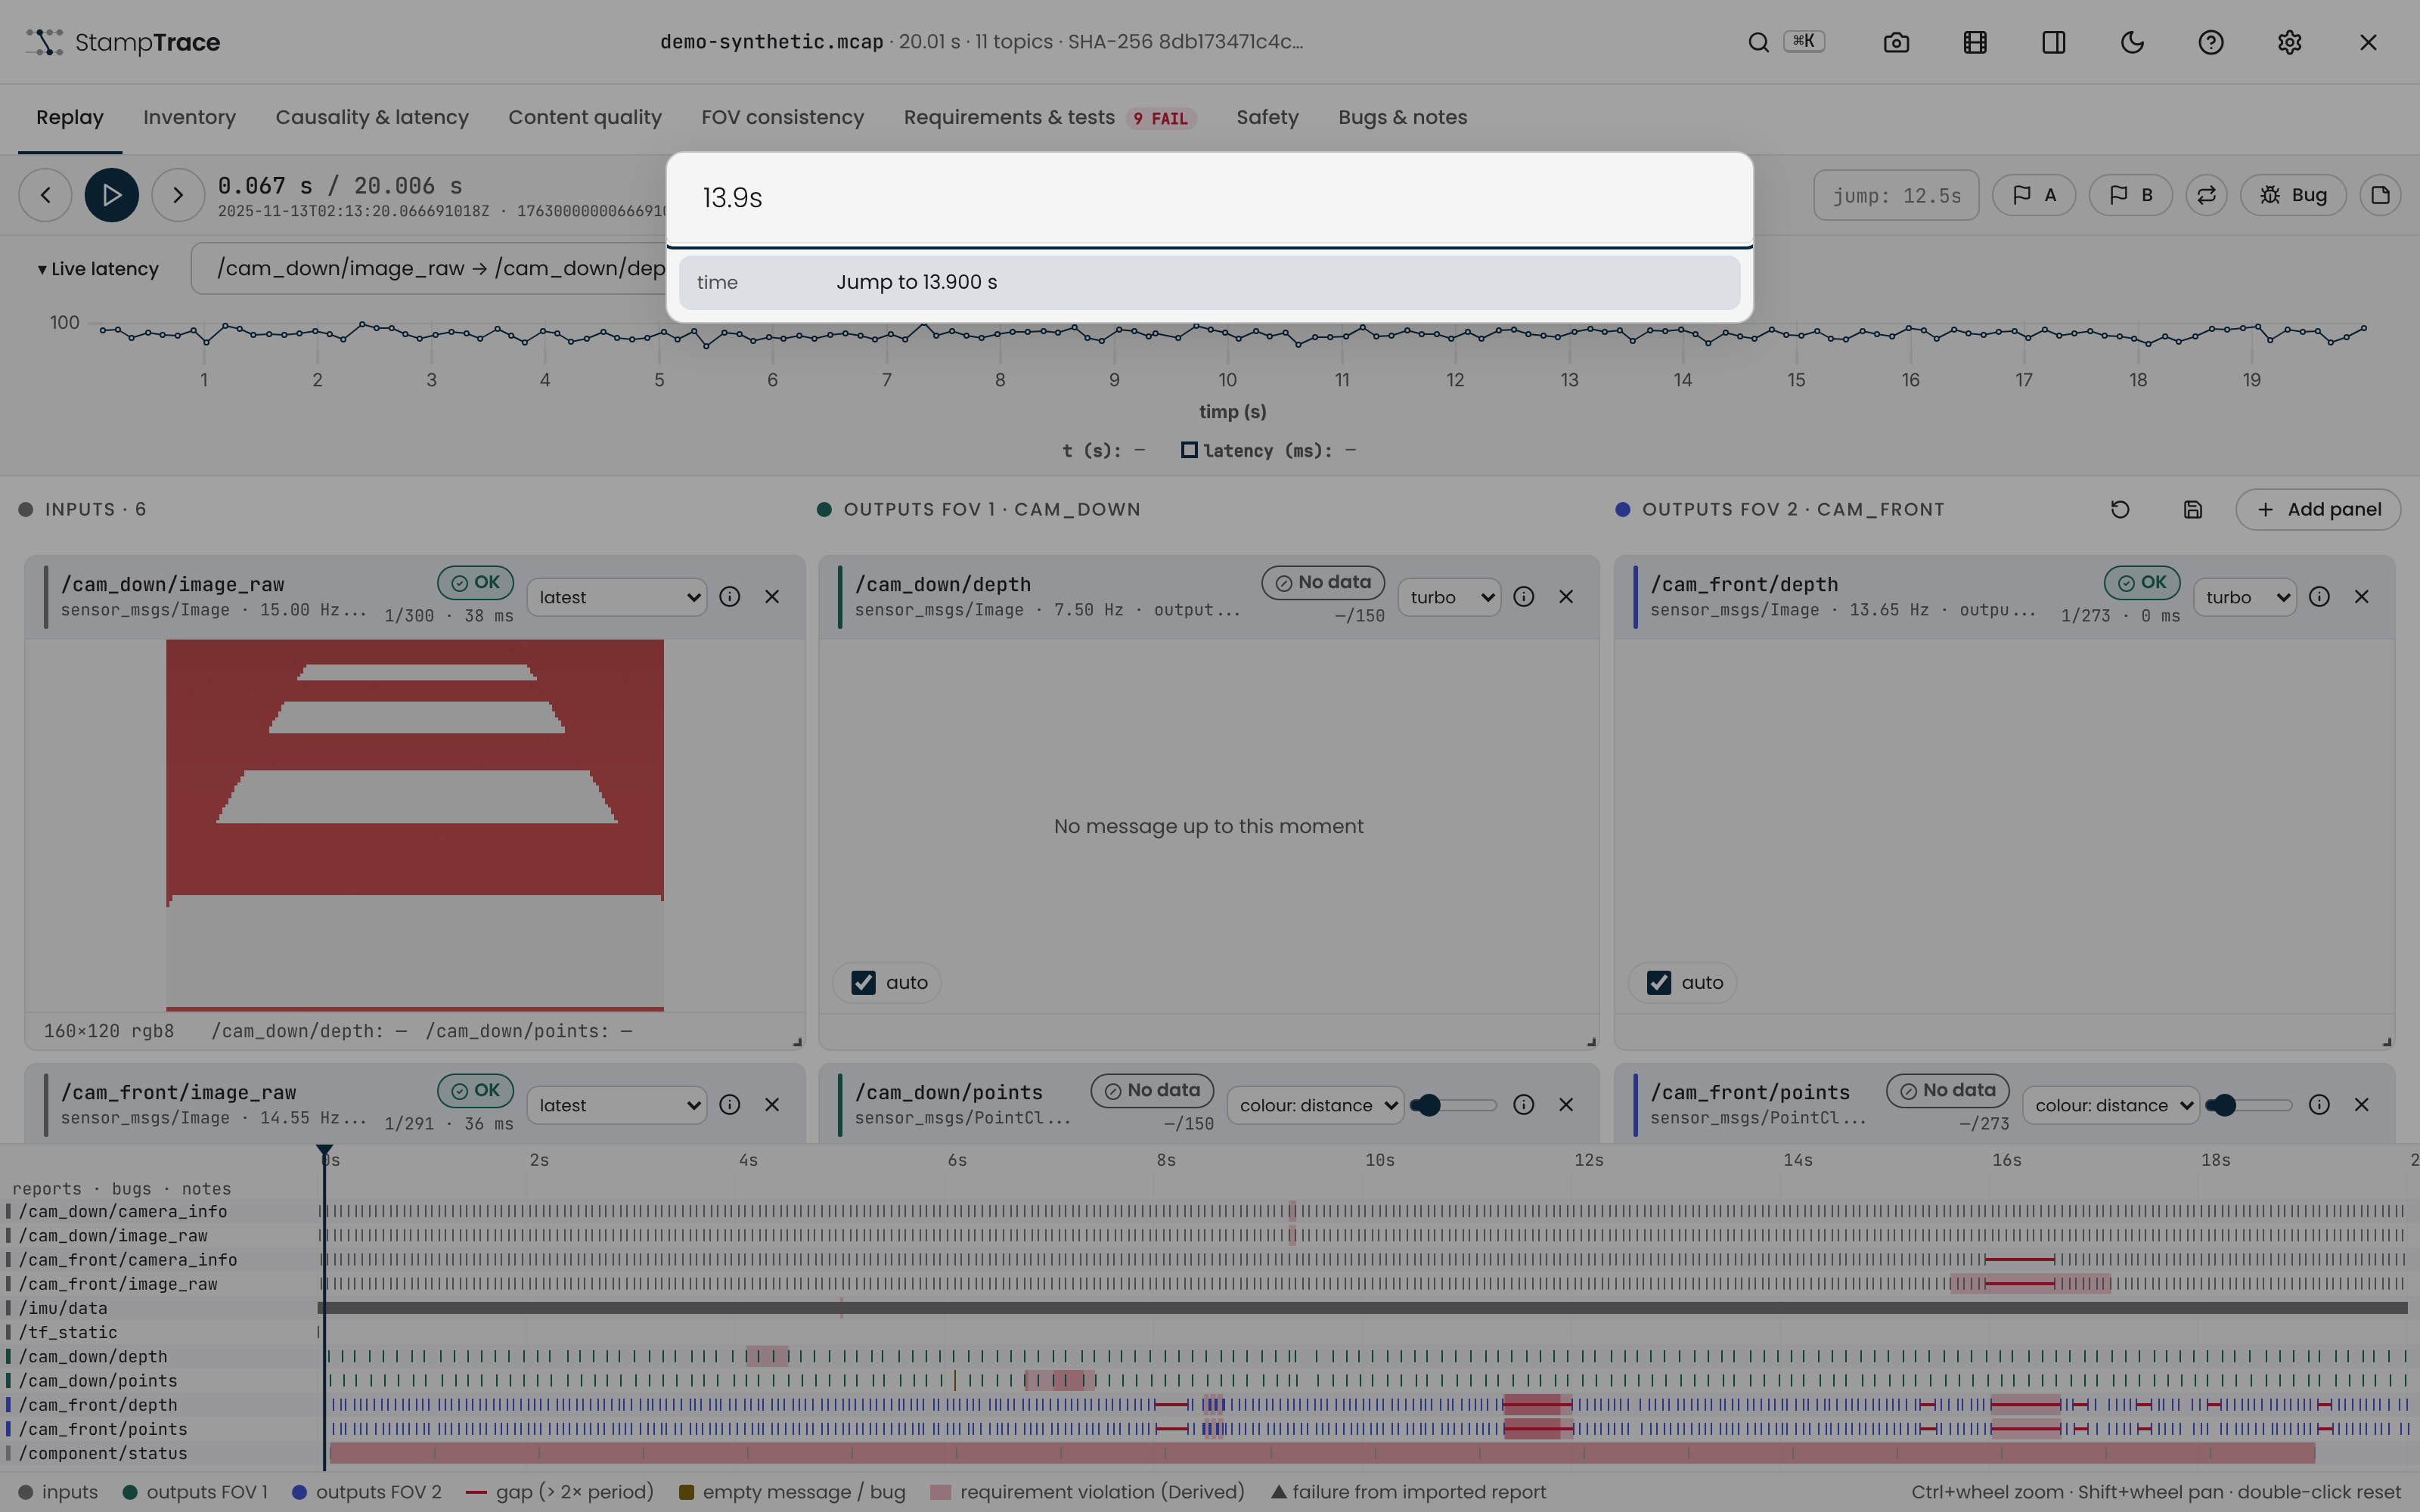 StampTrace
demo-synthetic.mcap · 20.01 s · 11 topics · SHA-256 8db173471c4c…
⌘K
Replay Inventory Causality & latency Content quality FOV consistency Requirements & tests 9 FAIL Safety Bugs & notes
0.067 s / 20.006 s
2025-11-13T02:13:20.066691018Z
13.9s
jump: 12.5s A B Bug
time Jump to 13.900 s
▾ Live latency /cam_down/image_raw →
100
1 2 3 4 5 6 7 8 9 10 11 12 13 14 15 16 17 18 19
timp (s)
t (s): — latency (ms): —
INPUTS · 6
OUTPUTS FOV 1 · CAM_DOWN
OUTPUTS FOV 2 · CAM_FRONT
+ Add panel
/cam_down/image_raw OK latest
sensor_msgs/Image · 15.00 Hz... 1/300 · 38 ms
/cam_down/depth No data turbo
sensor_msgs/Image · 7.50 Hz · output... —/150
/cam_front/depth OK turbo
sensor_msgs/Image · 13.65 Hz · outpu... 1/273 · 0 ms
No message up to this moment
auto
auto
160×120 rgb8 /cam_down/depth: — /cam_down/points: —
/cam_front/image_raw OK latest
sensor_msgs/Image · 14.55 Hz... 1/291 · 36 ms
/cam_down/points No data colour: distance
sensor_msgs/PointCl... —/150
/cam_front/points No data colour: distance
sensor_msgs/PointCl... —/273
0s 2s 4s 6s 8s 10s 12s 14s 16s 18s
reports · bugs · notes
/cam_down/camera_info
/cam_down/image_raw
/cam_front/camera_info
/cam_front/image_raw
/imu/data
/tf_static
/cam_down/depth
/cam_down/points
/cam_front/depth
/cam_front/points
/component/status
inputs outputs FOV 1 outputs FOV 2 gap (> 2× period) empty message / bug requirement violation (Derived) failure from imported report Ctrl+wheel zoom · Shift+wheel pan · double-click reset